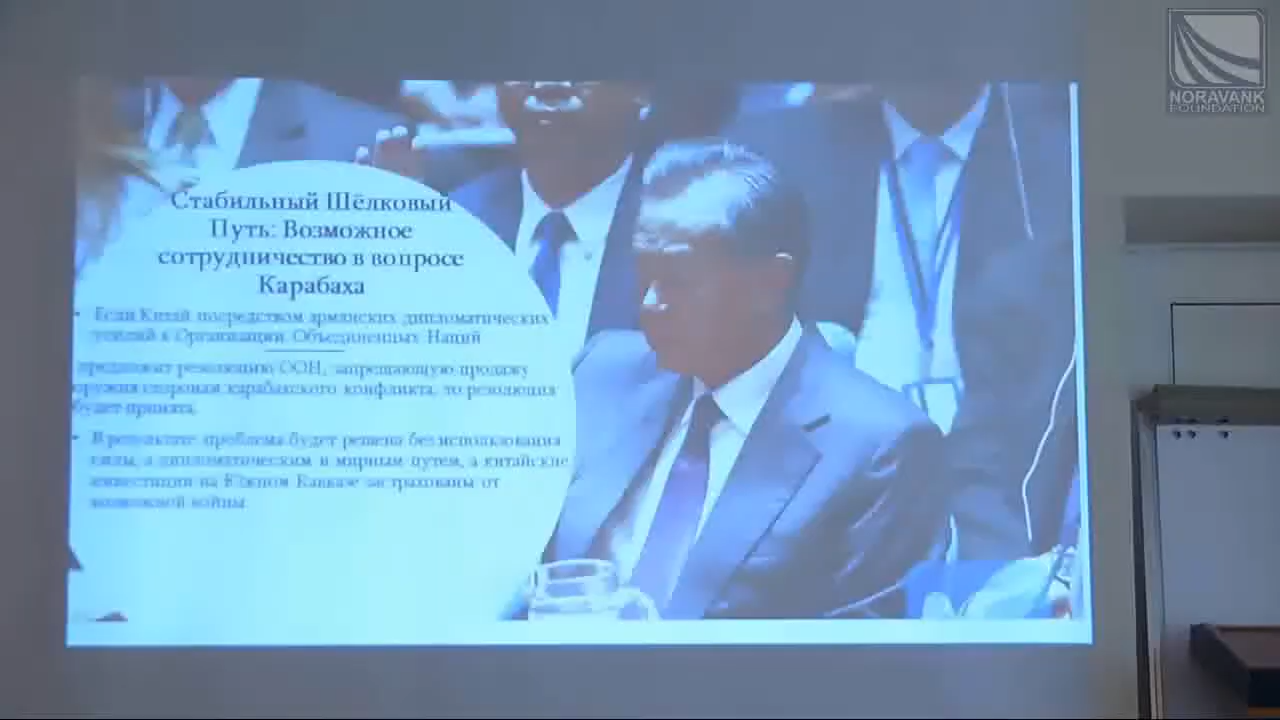 NORAVANK
FOUNDATION
Стабильный Шёлковый
Путь: Возможное
сотрудничество в вопросе
Карабаха
• Если Китай посредством армянских дипломатических
усилий в Организации Объединенных Наций
предложит резолюцию ООН, запрещающую продажу
оружия сторонам карабахского конфликта, то резолюция
будет принята.
• В результате проблема будет решена без использования
силы, а дипломатическим и мирным путем, а китайские
инвестиции на Южном Кавказе застрахованы от
возможной войны.